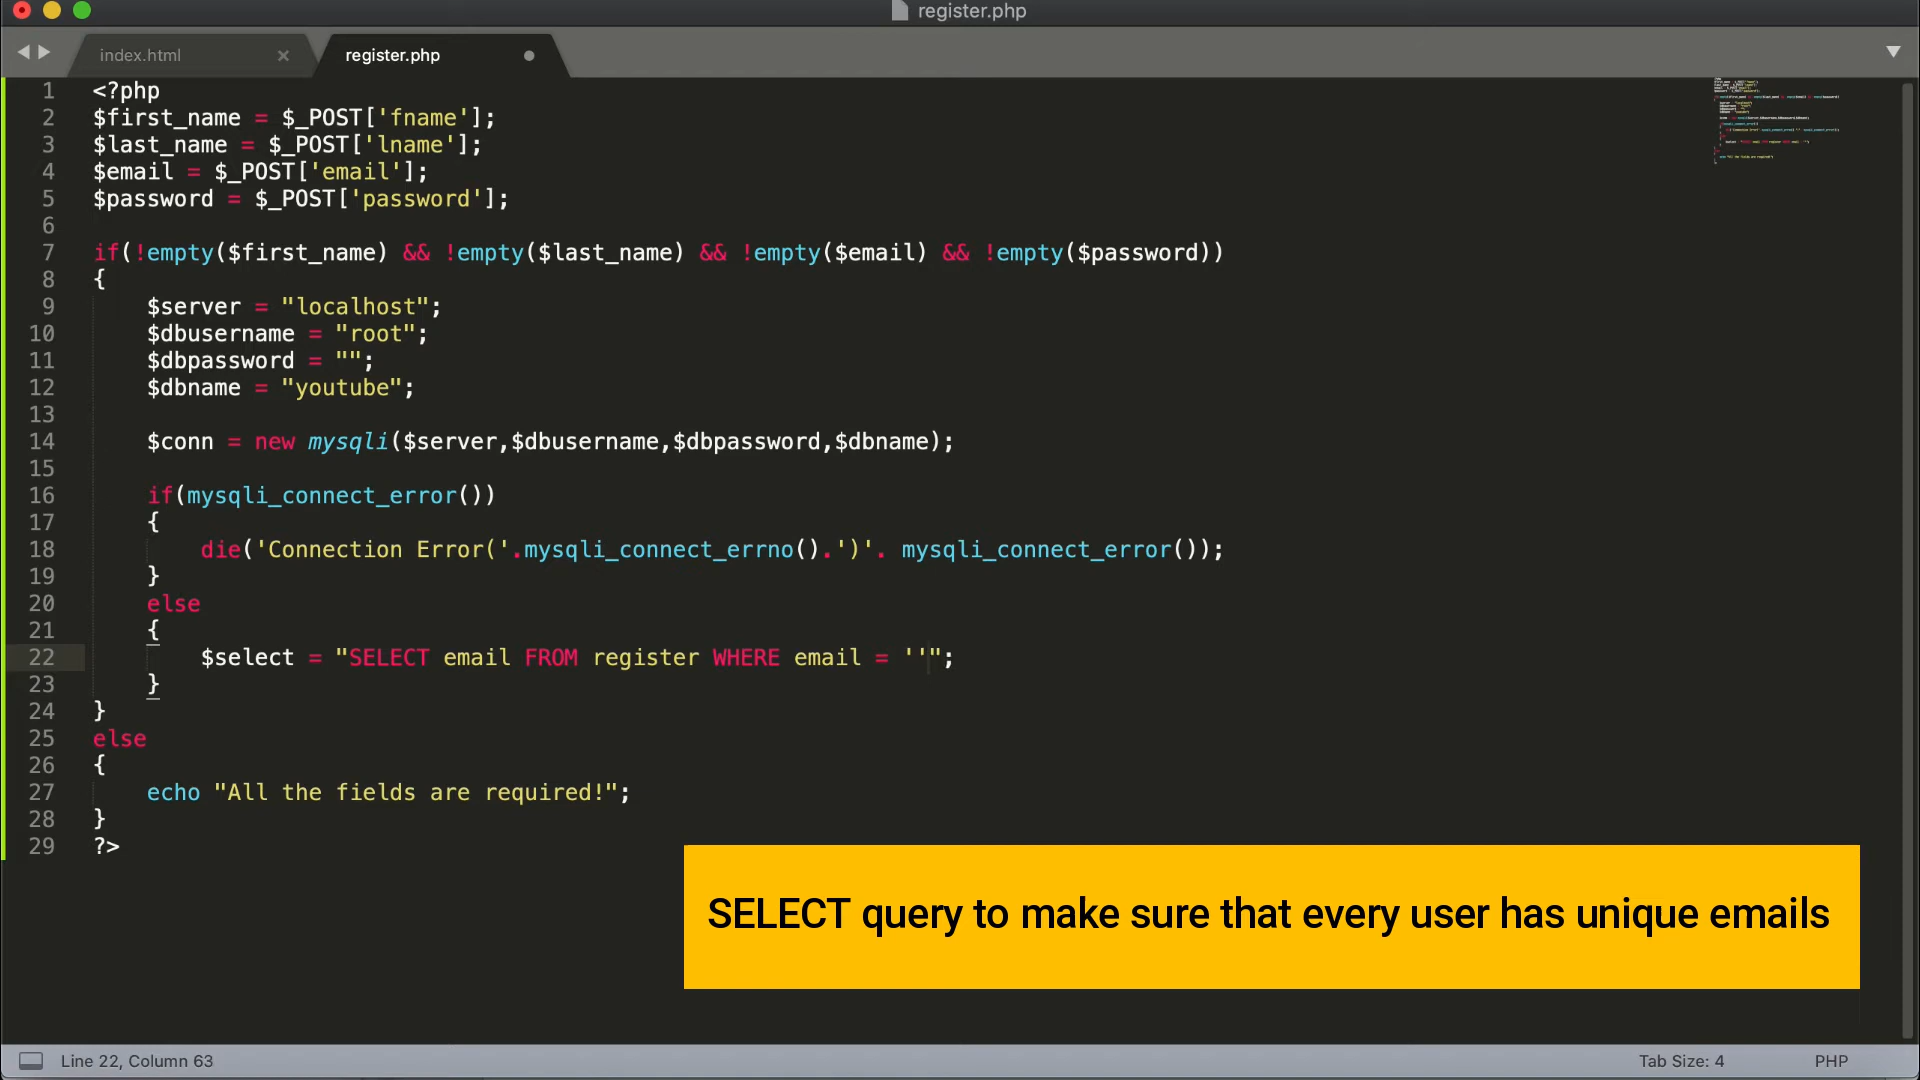 register.php
index.html ×
register.php
1 <?php
2 $first_name = $_POST['fname'];
3 $last_name = $_POST['lname'];
4 $email = $_POST['email'];
5 $password = $_POST['password'];
6
7 if(!empty($first_name) && !empty($last_name) && !empty($email) && !empty($password))
8 {
9 $server = "localhost";
10 $dbusername = "root";
11 $dbpassword = "";
12 $dbname = "youtube";
13
14 $conn = new mysqli($server,$dbusername,$dbpassword,$dbname);
15
16 if(mysqli_connect_error())
17 {
18 die('Connection Error('.mysqli_connect_errno().')'. mysqli_connect_error());
19 }
20 else
21 {
22 $select = "SELECT email FROM register WHERE email = ''";
23 }
24 }
25 else
26 {
27 echo "All the fields are required!";
28 }
29 ?>
SELECT query to make sure that every user has unique emails
Line 22, Column 63
Tab Size: 4
PHP